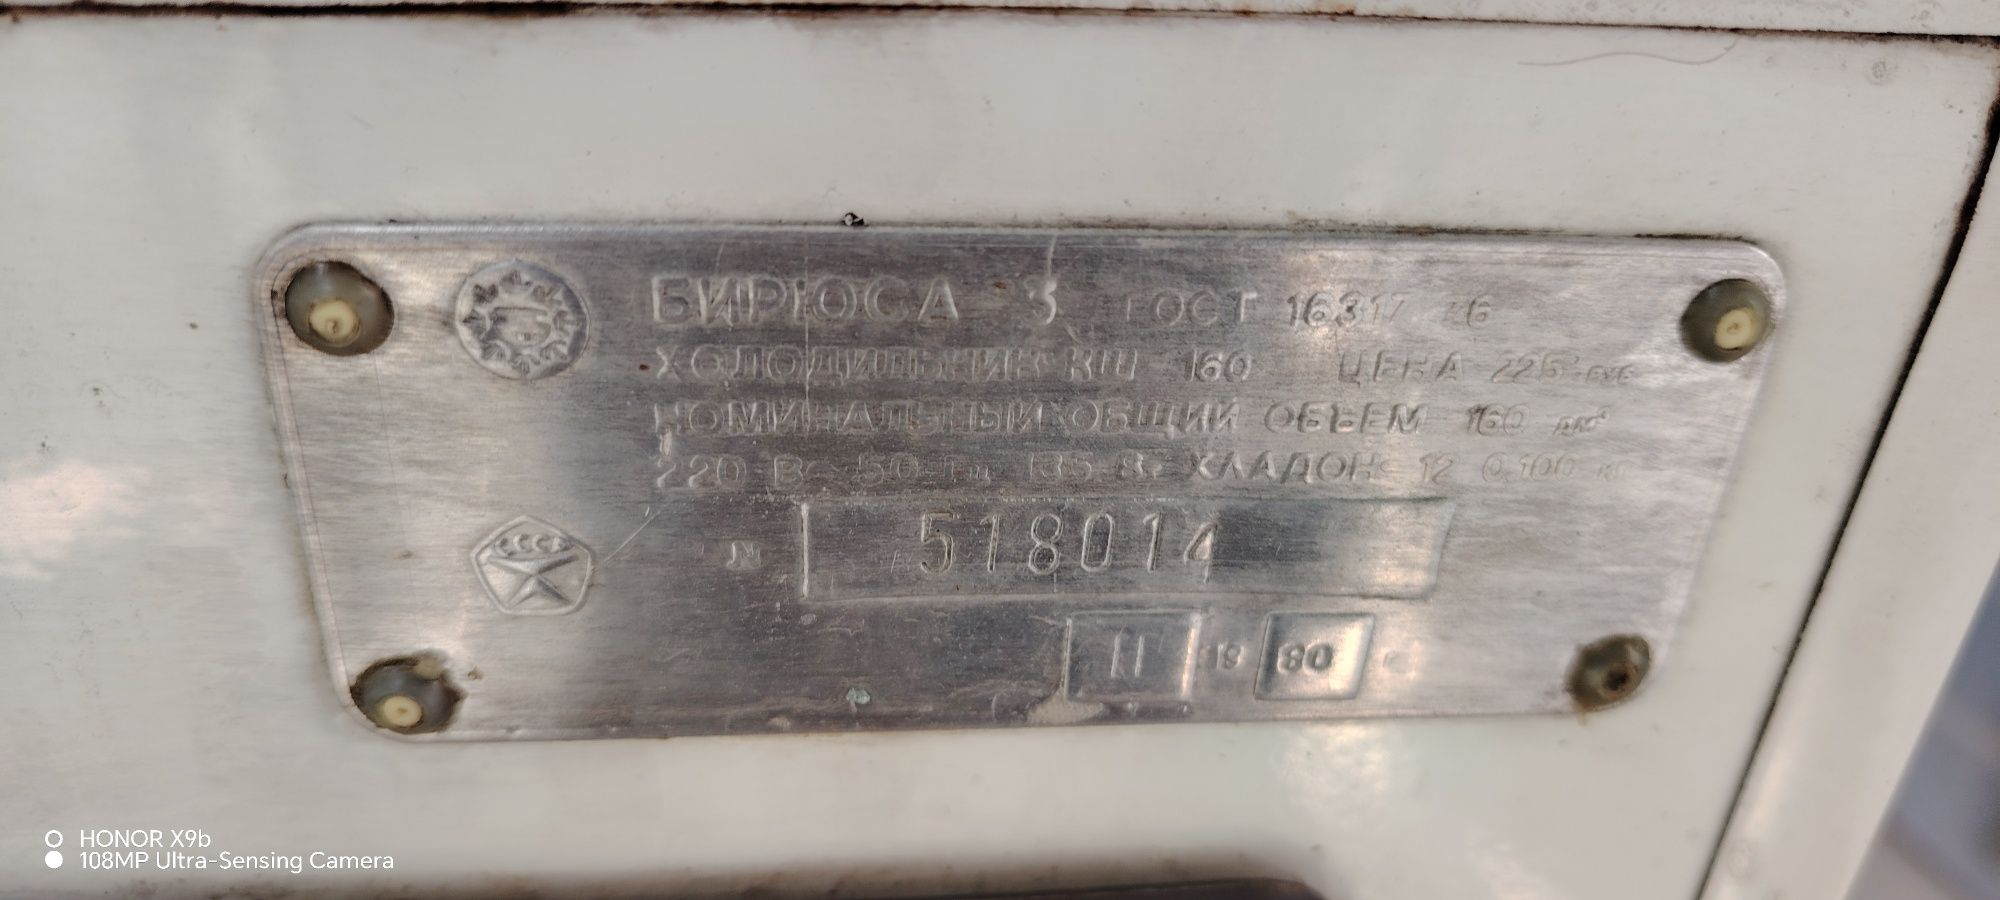 БИРЮСА 3 ГОСТ 16317 76
ХОЛОДИЛЬНИК КШ 160 ЦЕНА 225 РУБ
НОМИНАЛЬНЫЙ ОБЩИЙ ОБЪЕМ 160 дм³
220 В~ 50 Гц 135 Вт ХЛАДОН 12 0,100 кг
СССР
N 518014
II 19 80 г
HONOR X9b
108MP Ultra-Sensing Camera